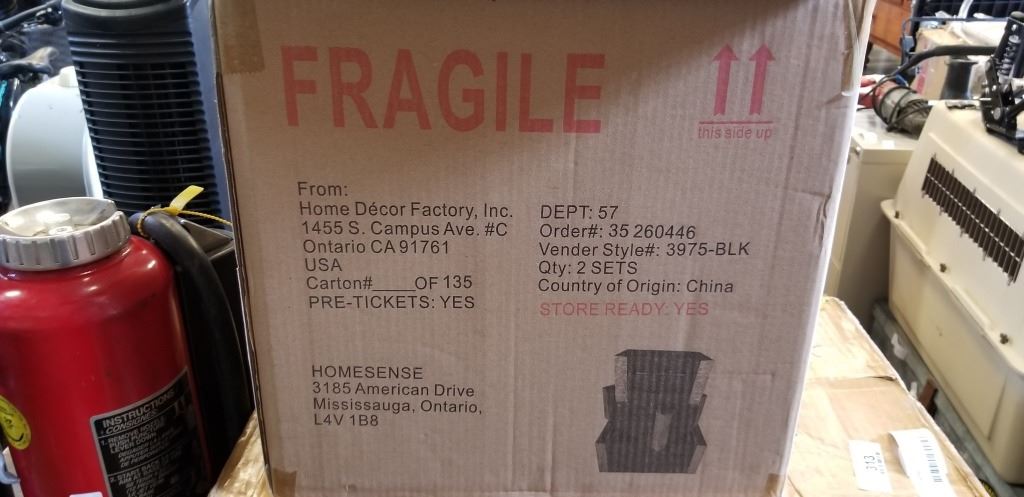 FRAGILE
this side up
From:
Home Décor Factory, Inc.
1455 S. Campus Ave. #C
Ontario CA 91761
USA
Carton#____OF 135
PRE-TICKETS: YES
DEPT: 57
Order#: 35 260446
Vender Style#: 3975-BLK
Qty: 2 SETS
Country of Origin: China
STORE READY: YES
HOMESENSE
3185 American Drive
Mississauga, Ontario,
L4V 1B8
INSTRUCTIONS
313